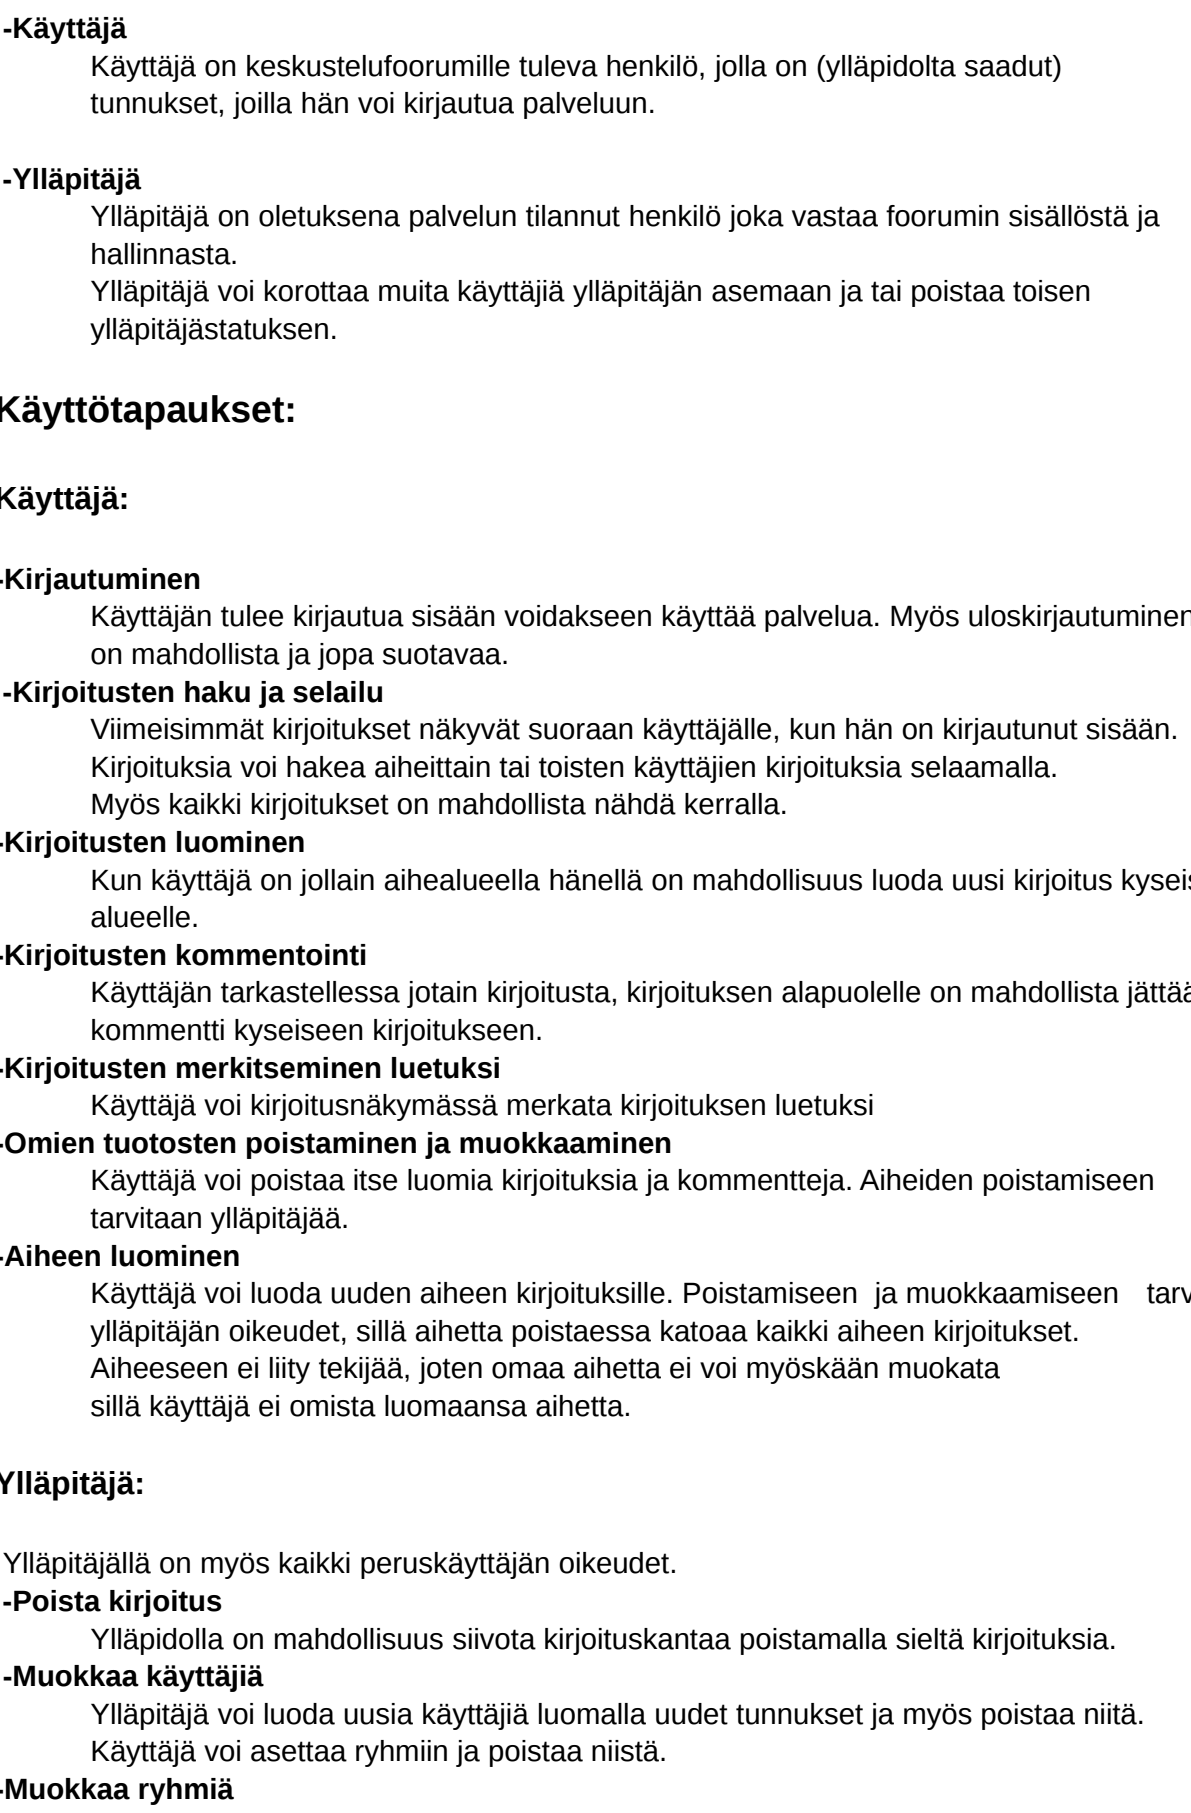 -Käyttäjä
Käyttäjä on keskustelufoorumille tuleva henkilö, jolla on (ylläpidolta saadut)
tunnukset, joilla hän voi kirjautua palveluun.
-Ylläpitäjä
Ylläpitäjä on oletuksena palvelun tilannut henkilö joka vastaa foorumin sisällöstä ja
hallinnasta.
Ylläpitäjä voi korottaa muita käyttäjiä ylläpitäjän asemaan ja tai poistaa toisen
ylläpitäjästatuksen.
Käyttötapaukset:
Käyttäjä:
-Kirjautuminen
Käyttäjän tulee kirjautua sisään voidakseen käyttää palvelua. Myös uloskirjautuminen
on mahdollista ja jopa suotavaa.
-Kirjoitusten haku ja selailu
Viimeisimmät kirjoitukset näkyvät suoraan käyttäjälle, kun hän on kirjautunut sisään.
Kirjoituksia voi hakea aiheittain tai toisten käyttäjien kirjoituksia selaamalla.
Myös kaikki kirjoitukset on mahdollista nähdä kerralla.
-Kirjoitusten luominen
Kun käyttäjä on jollain aihealueella hänellä on mahdollisuus luoda uusi kirjoitus
alueelle.
-Kirjoitusten kommentointi
Käyttäjän tarkastellessa jotain kirjoitusta, kirjoituksen alapuolelle on mahdollista jättää
kommentti kyseiseen kirjoitukseen.
-Kirjoitusten merkitseminen luetuksi
Käyttäjä voi kirjoitusnäkymässä merkata kirjoituksen luetuksi
-Omien tuotosten poistaminen ja muokkaaminen
Käyttäjä voi poistaa itse luomia kirjoituksia ja kommentteja. Aiheiden poistamiseen
tarvitaan ylläpitäjää.
-Aiheen luominen
Käyttäjä voi luoda uuden aiheen kirjoituksille. Poistamiseen ja muokkaamiseen
ylläpitäjän oikeudet, sillä aihetta poistaessa katoaa kaikki aiheen kirjoitukset.
Aiheeseen ei liity tekijää, joten omaa aihetta ei voi myöskään muokata
sillä käyttäjä ei omista luomaansa aihetta.
Ylläpitäjä:
Ylläpitäjällä on myös kaikki peruskäyttäjän oikeudet.
-Poista kirjoitus
Ylläpidolla on mahdollisuus siivota kirjoituskantaa poistamalla sieltä kirjoituksia.
-Muokkaa käyttäjiä
Ylläpitäjä voi luoda uusia käyttäjiä luomalla uudet tunnukset ja myös poistaa niitä.
Käyttäjä voi asettaa ryhmiin ja poistaa niistä.
-Muokkaa ryhmiä